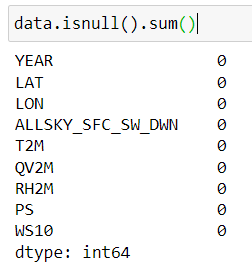 data.isnull().sum()
YEAR 0
LAT 0
LON 0
ALLSKY_SFC_SW_DWN 0
T2M 0
QV2M 0
RH2M 0
PS 0
WS10 0
dtype: int64